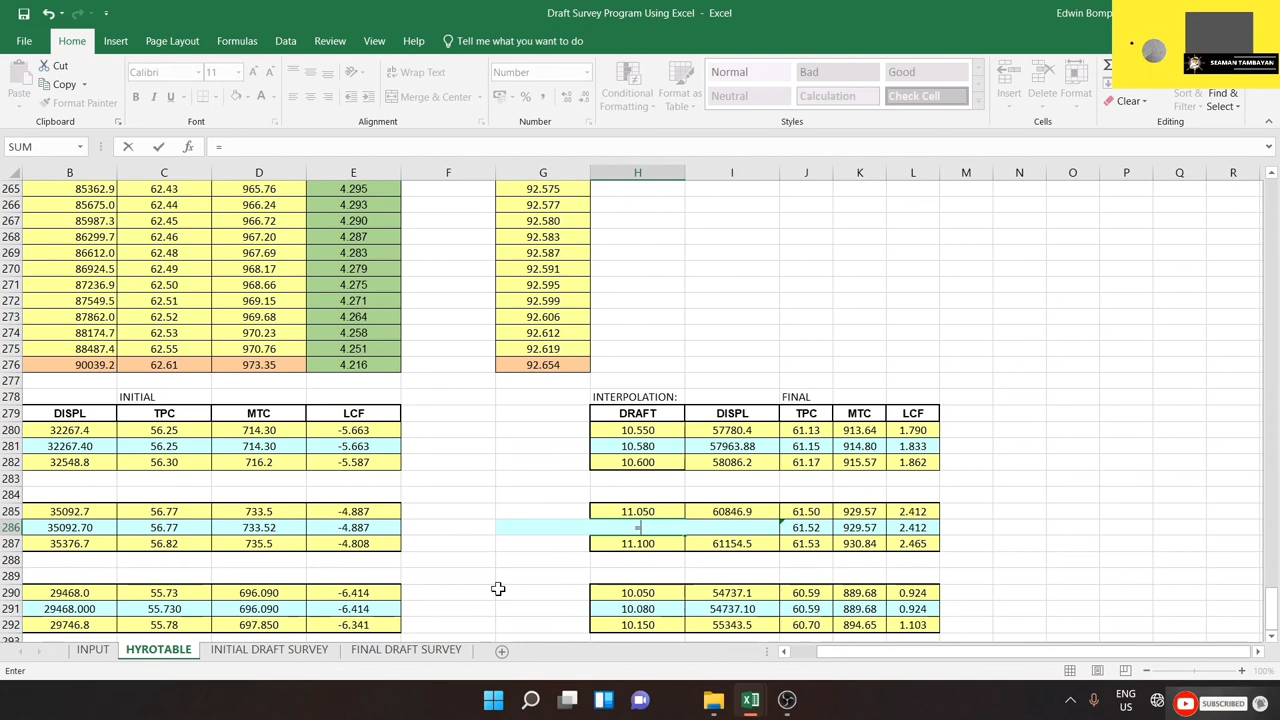 Draft Survey Program Using Excel - Excel
Edwin Bomp
SEAMAN TAMBAYAN
File Home Insert Page Layout Formulas Data Review View Help Tell me what you want to do
Paste Cut Copy Format Painter
Calibri 11
Wrap Text
Merge & Center
Number
Conditional Formatting
Format as Table
Normal Bad Good
Neutral Calculation Check Cell
Insert Delete Format
Clear
Sort & Filter
Find & Select
Clipboard Font Alignment Number Styles Cells Editing
SUM =
B C D E F G H I J K L M N O P Q R
265 85362.9 62.43 965.76 4.295 92.575
266 85675.0 62.44 966.24 4.293 92.577
267 85987.3 62.45 966.72 4.290 92.580
268 86299.7 62.46 967.20 4.287 92.583
269 86612.0 62.48 967.69 4.283 92.587
270 86924.5 62.49 968.17 4.279 92.591
271 87236.9 62.50 968.66 4.275 92.595
272 87549.5 62.51 969.15 4.271 92.599
273 87862.0 62.52 969.68 4.264 92.606
274 88174.7 62.53 970.23 4.258 92.612
275 88487.4 62.55 970.76 4.251 92.619
276 90039.2 62.61 973.35 4.216 92.654
277
278 INITIAL INTERPOLATION: FINAL
279 DISPL TPC MTC LCF DRAFT DISPL TPC MTC LCF
280 32267.4 56.25 714.30 -5.663 10.550 57780.4 61.13 913.64 1.790
281 32267.40 56.25 714.30 -5.663 10.580 57963.88 61.15 914.80 1.833
282 32548.8 56.30 716.2 -5.587 10.600 58086.2 61.17 915.57 1.862
283
284
285 35092.7 56.77 733.5 -4.887 11.050 60846.9 61.50 929.57 2.412
286 35092.70 56.77 733.52 -4.887 = 61.52 929.57 2.412
287 35376.7 56.82 735.5 -4.808 11.100 61154.5 61.53 930.84 2.465
288
289
290 29468.0 55.73 696.090 -6.414 10.050 54737.1 60.59 889.68 0.924
291 29468.000 55.730 696.090 -6.414 10.080 54737.10 60.59 889.68 0.924
292 29746.8 55.78 697.850 -6.341 10.150 55343.5 60.70 894.65 1.103
293
INPUT HYROTABLE INITIAL DRAFT SURVEY FINAL DRAFT SURVEY
Enter 100%
ENG
US
SUBSCRIBED